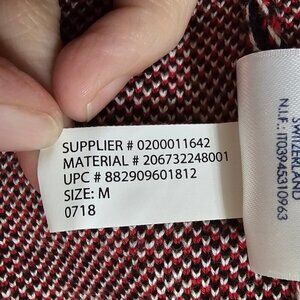 SUPPLIER # 0200011642
MATERIAL # 206732248001
UPC # 882909601812
SIZE: M
0718
SWITZERLAND
N.I.F.: IT03945310963